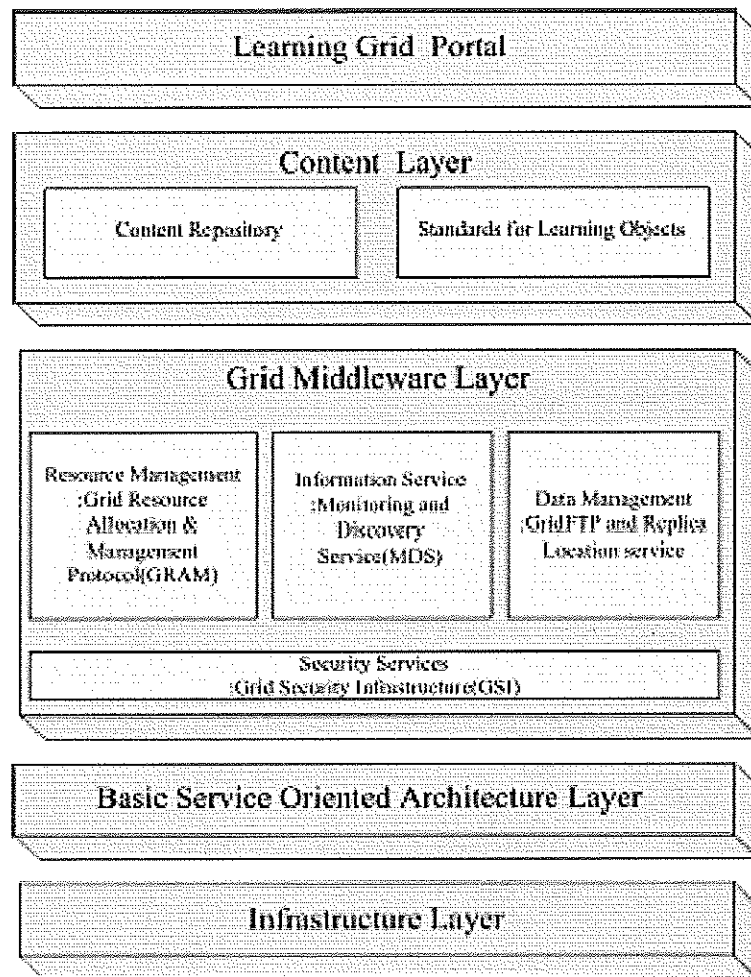 Learning Grid Portal
Content Layer
Content Repository
Standards for Learning Objects
Grid Middleware Layer
Resource Management
:Grid Resource
Allocation &
Management
Protocol(GRAM)
Information Service
:Monitoring and
Discovery
Service(MDS)
Data Management
:GridFTP and Replica
Location service
Security Services
:Grid Security Infrastructure(GSI)
Basic Service Oriented Architecture Layer
Infrastructure Layer